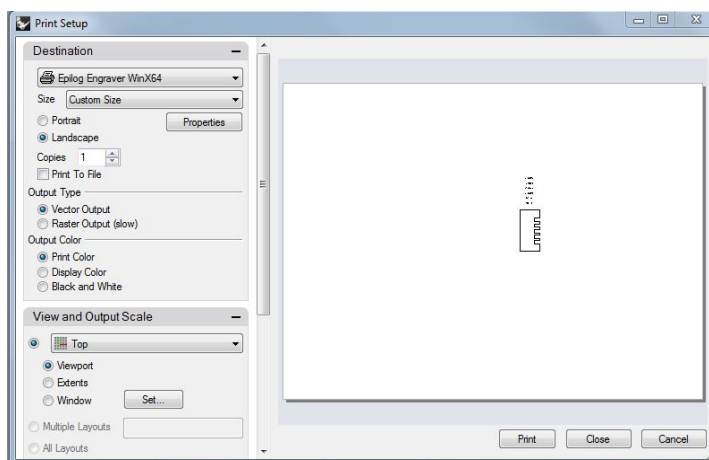 Print Setup
Destination
Epilog Engraver WinX64
Size Custom Size
Portrait Properties
Landscape
Copies 1
Print To File
Output Type
Vector Output
Raster Output (slow)
Output Color
Print Color
Display Color
Black and White
View and Output Scale
Top
Viewport
Extents
Window Set...
Multiple Layouts
All Layouts
Print Close Cancel